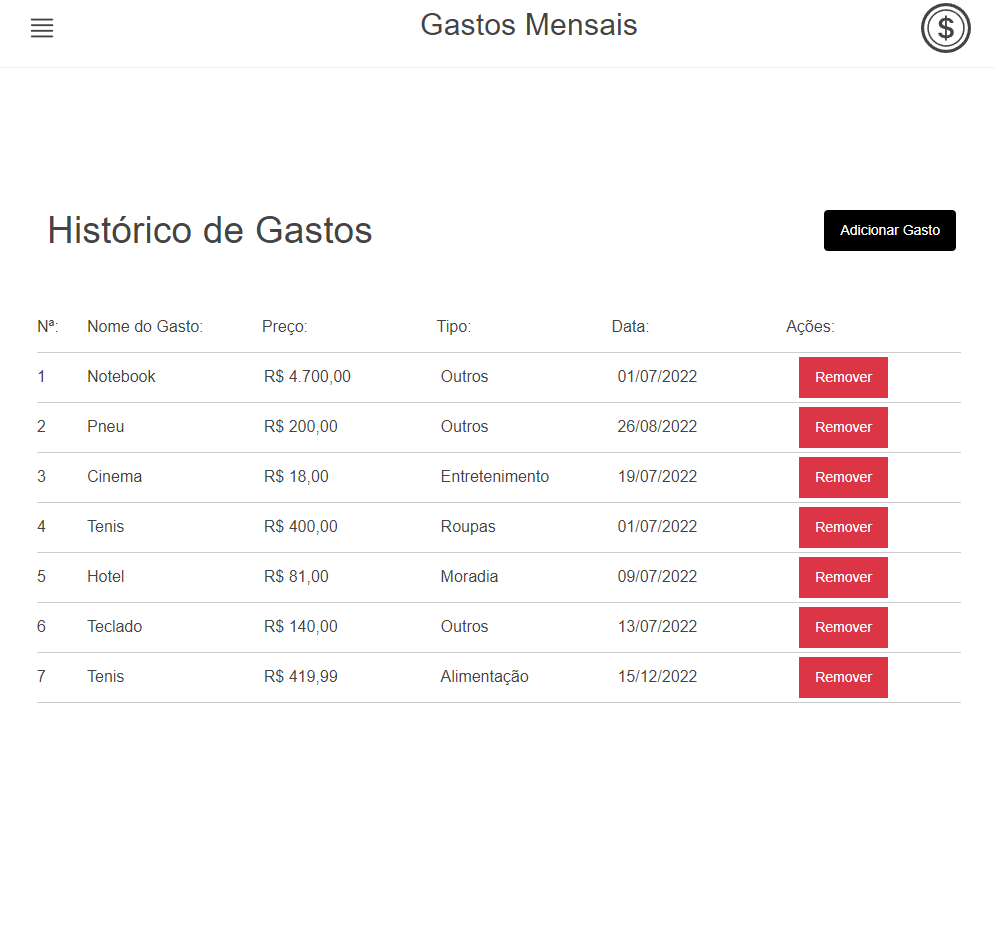 Gastos Mensais
$
Histórico de Gastos
Adicionar Gasto
Nª: Nome do Gasto: Preço: Tipo: Data: Ações:
1 Notebook R$ 4.700,00 Outros 01/07/2022 Remover
2 Pneu R$ 200,00 Outros 26/08/2022 Remover
3 Cinema R$ 18,00 Entretenimento 19/07/2022 Remover
4 Tenis R$ 400,00 Roupas 01/07/2022 Remover
5 Hotel R$ 81,00 Moradia 09/07/2022 Remover
6 Teclado R$ 140,00 Outros 13/07/2022 Remover
7 Tenis R$ 419,99 Alimentação 15/12/2022 Remover